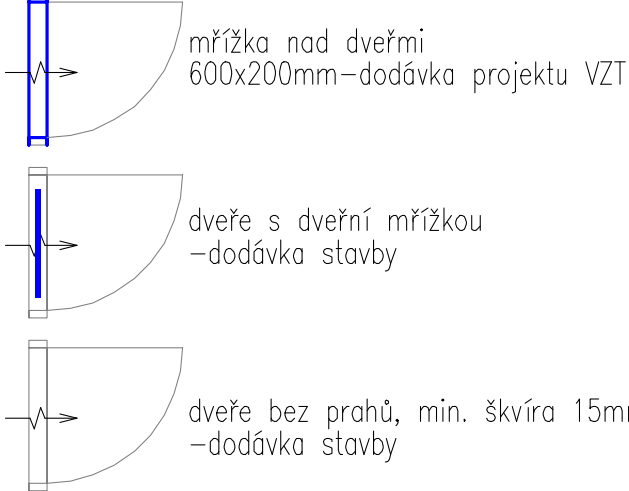 mřížka nad dveřmi
600x200mm-dodávka projektu VZT
dveře s dveřní mřížkou
-dodávka stavby
dveře bez prahů, min. škvíra
-dodávka stavby